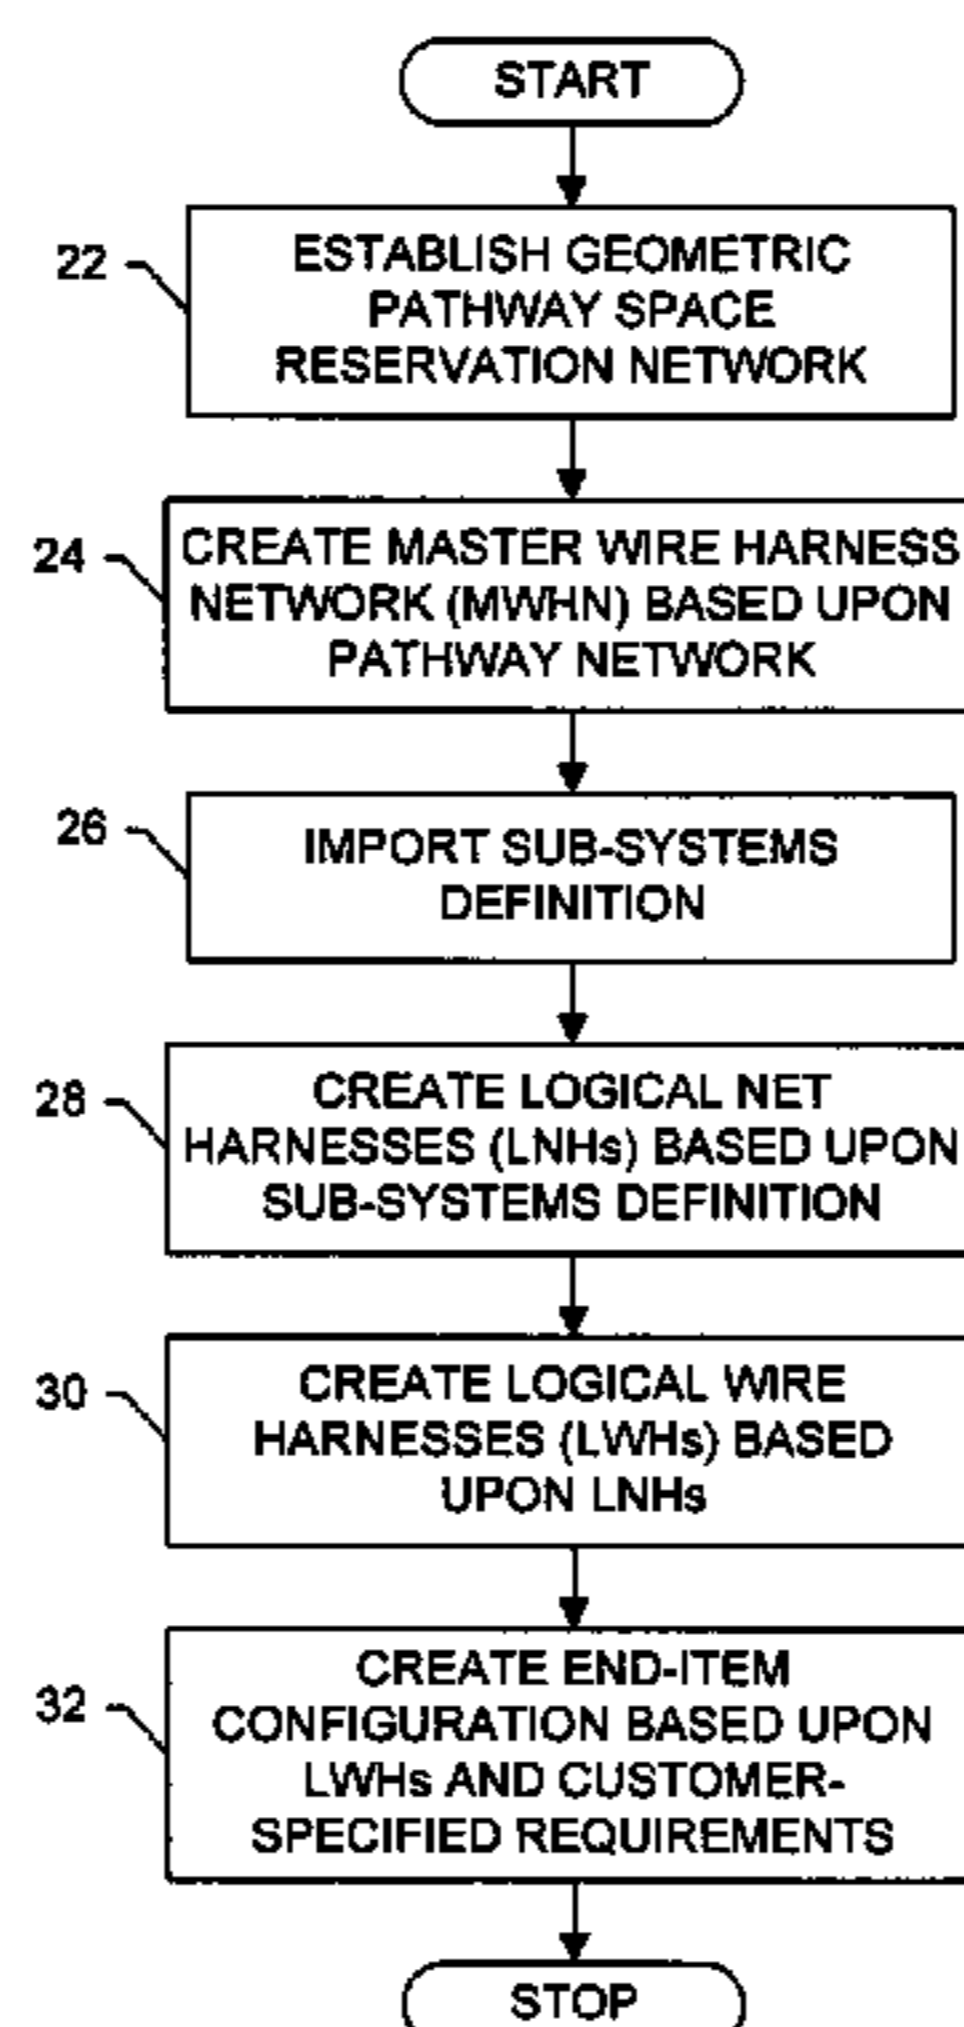 START
22
ESTABLISH GEOMETRIC
PATHWAY SPACE
RESERVATION NETWORK
24
CREATE MASTER WIRE HARNESS
NETWORK (MWHN) BASED UPON
PATHWAY NETWORK
26
IMPORT SUB-SYSTEMS
DEFINITION
28
CREATE LOGICAL NET
HARNESSES (LNHs) BASED UPON
SUB-SYSTEMS DEFINITION
30
CREATE LOGICAL WIRE
HARNESSES (LWHs) BASED
UPON LNHs
32
CREATE END-ITEM
CONFIGURATION BASED UPON
LWHs AND CUSTOMER-
SPECIFIED REQUIREMENTS
STOP